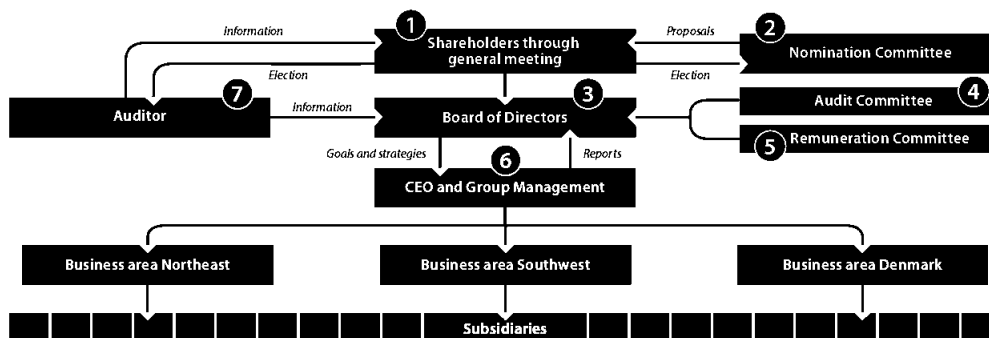 Information
1
Shareholders through
general meeting
Proposals
2
Nomination Committee
Election
Election
7
Auditor
Information
3
Board of Directors
4
Audit Committee
5
Remuneration Committee
Goals and strategies
6
Reports
CEO and Group Management
Business area Northeast
Business area Southwest
Business area Denmark
Subsidiaries